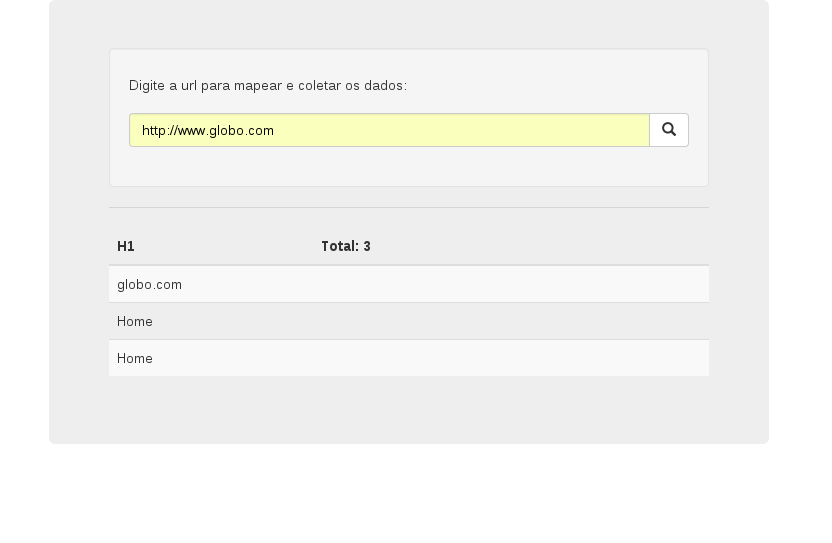 Digite a url para mapear e coletar os dados:
http://www.globo.com
H1 Total: 3
globo.com
Home
Home